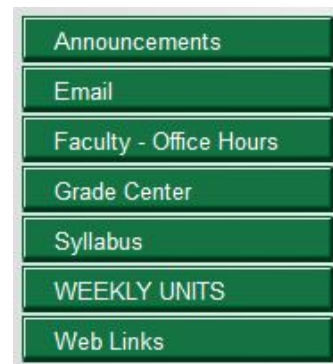 Announcements
Email
Faculty - Office Hours
Grade Center
Syllabus
WEEKLY UNITS
Web Links